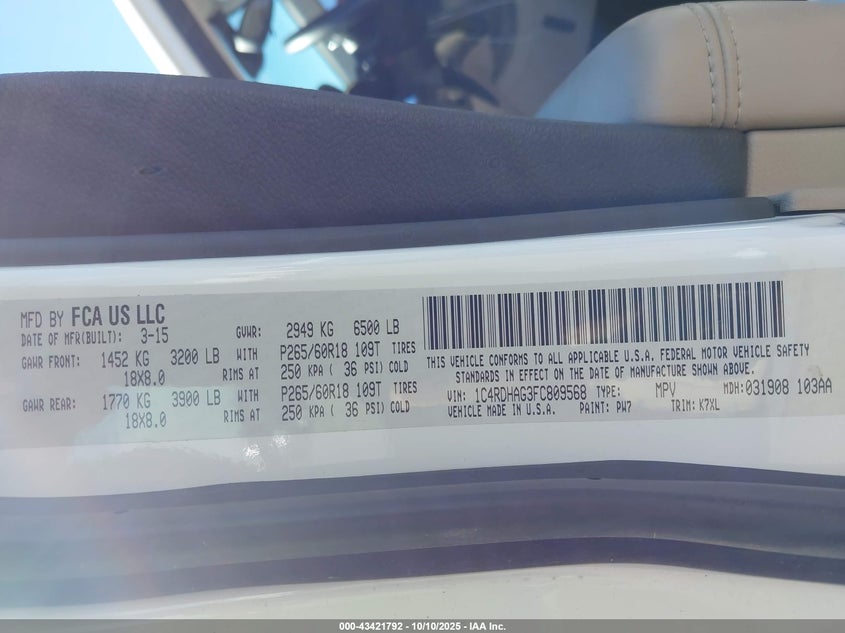 MFD BY FCA US LLC
DATE OF MFR(BUILT): 3-15 GVWR: 2949 KG 6500 LB
GAWR FRONT: 1452 KG 3200 LB WITH P265/60R18 109T TIRES
18X8.0 RIMS AT 250 KPA ( 36 PSI) COLD
GAWR REAR: 1770 KG 3900 LB WITH P265/60R18 109T TIRES
18X8.0 RIMS AT 250 KPA ( 36 PSI) COLD
THIS VEHICLE CONFORMS TO ALL APPLICABLE U.S.A. FEDERAL MOTOR VEHICLE SAFETY
STANDARDS IN EFFECT ON THE DATE OF MANUFACTURE SHOWN ABOVE.
VIN: 1C4RDHAG3FC809568 TYPE: MPV MDH:031908 103AA
VEHICLE MADE IN U.S.A. PAINT: PW7 TRIM: K7XL
000-43421792 - 10/10/2025 - IAA Inc.